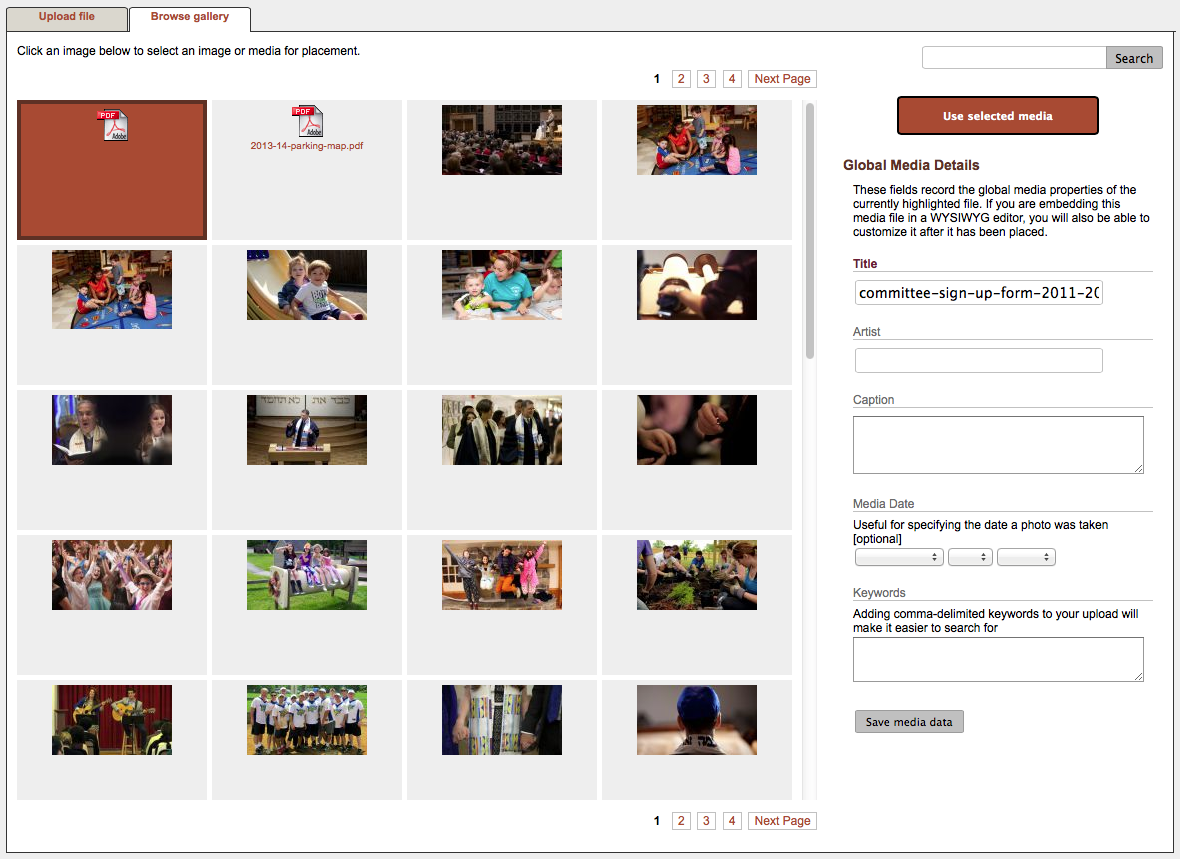 Upload file
Browse gallery
Click an image below to select an image or media for placement.
Search
1 2 3 4 Next Page
PDF
Adobe
PDF
Adobe
2013-14-parking-map.pdf
Use selected media
Global Media Details
These fields record the global media properties of the
currently highlighted file. If you are embedding this
media file in a WYSIWYG editor, you will also be able to
customize it after it has been placed.
Title
committee-sign-up-form-2011-20
Artist
Caption
כבד את
לא תחמד
Media Date
Useful for specifying the date a photo was taken
[optional]
Keywords
Adding comma-delimited keywords to your upload will
make it easier to search for
Save media data
1 2 3 4 Next Page